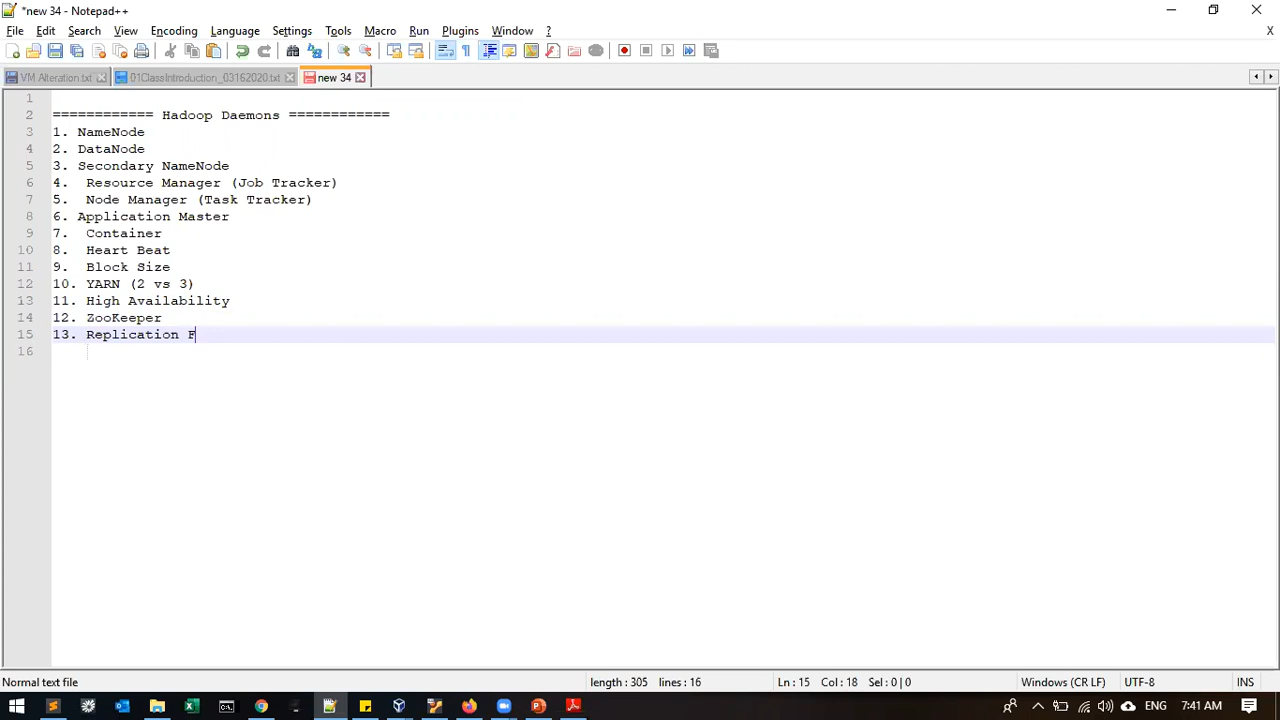 *new 34 - Notepad++
File Edit Search View Encoding Language Settings Tools Macro Run Plugins Window ?
X
VM Alteration.txt 01ClassIntroduction_03162020.txt new 34
1
2 ============ Hadoop Daemons ============
3 1. NameNode
4 2. DataNode
5 3. Secondary NameNode
6 4. Resource Manager (Job Tracker)
7 5. Node Manager (Task Tracker)
8 6. Application Master
9 7. Container
10 8. Heart Beat
11 9. Block Size
12 10. YARN (2 vs 3)
13 11. High Availability
14 12. ZooKeeper
15 13. Replication F
16
Normal text file length : 305 lines : 16 Ln : 15 Col : 18 Sel : 0 | 0 Windows (CR LF) UTF-8 INS
ENG 7:41 AM